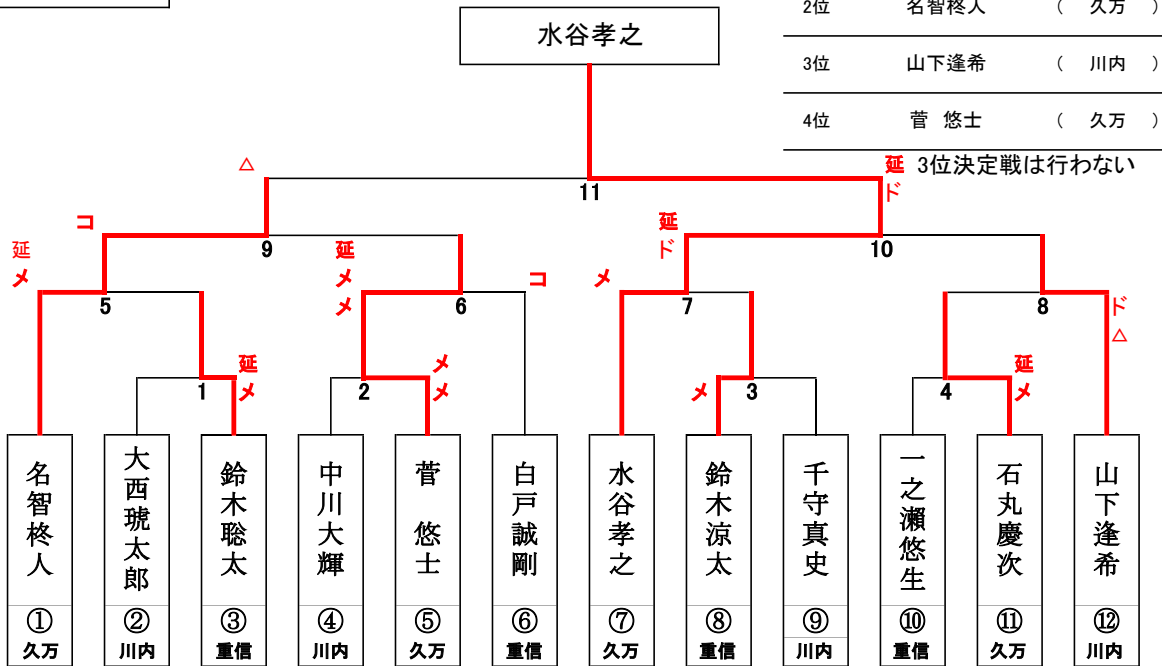 2位 名智柊人 （ 久万 ）
水谷孝之
3位 山下逢希 （ 川内 ）
4位 菅 悠士 （ 久万 ）
△
延 3位決定戦は行わない
11
ド
コ
延
9
延
延
ド
10
メ
メ
メ
コ
メ
5
6
7
8
ド
△
延
メ
メ
延
1
メ
2
メ
メ
3
4
メ
名智柊人
大西琥太郎
鈴木聡太
中川大輝
菅 悠士
白戸誠剛
水谷孝之
鈴木涼太
千守真史
一之瀬悠生
石丸慶次
山下逢希
① ② ③ ④ ⑤ ⑥ ⑦ ⑧ ⑨ ⑩ ⑪ ⑫
久万 川内 重信 川内 久万 重信 久万 重信 川内 重信 久万 川内